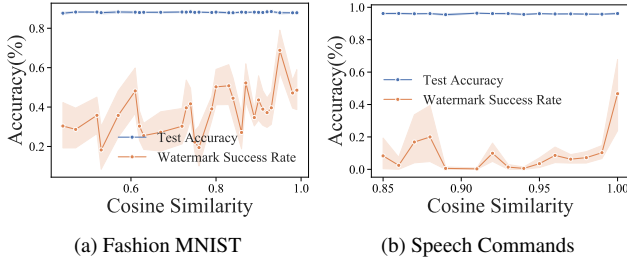 Accuracy(%)
0.8
0.6
0.4
0.2
Test Accuracy
Watermark Success Rate
0.6
0.8
1.0
Cosine Similarity
(a) Fashion MNIST
Accuracy(%)
1.0
0.8
0.6
0.4
0.2
0.0
Test Accuracy
Watermark Success Rate
0.85
0.90
0.95
1.00
Cosine Similarity
(b) Speech Commands